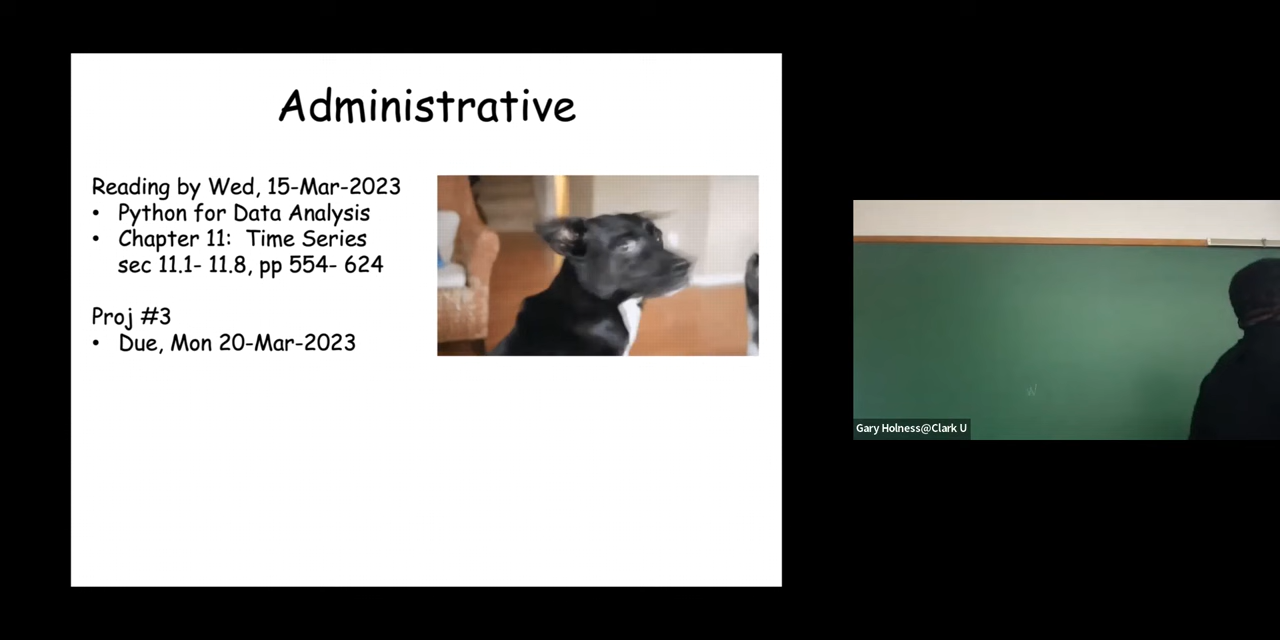 Administrative
Reading by Wed, 15-Mar-2023
• Python for Data Analysis
• Chapter 11: Time Series
sec 11.1- 11.8, pp 554- 624
Proj #3
• Due, Mon 20-Mar-2023
W
Gary Holness@Clark U